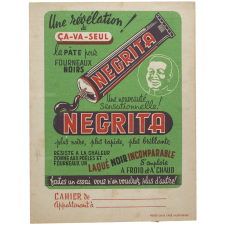 Une révélation!
ÇA-VA-SEUL
la PÂTE pour
FOURNEAUX
NOIRS
NEGRITA
Une nouveauté
Sensationnelle!
NEGRITA
plus noire, plus rapide, plus brillante
RÉSISTE A LA CHALEUR
DONNE AUX POÊLES ET
FOURNEAUX UN
LAQUÉ NOIR INCOMPARABLE
S'emploie
A FROID et A CHAUD
faites un essai vous n'en voudrez plus d'autre!
CAHIER de
Appartenant à